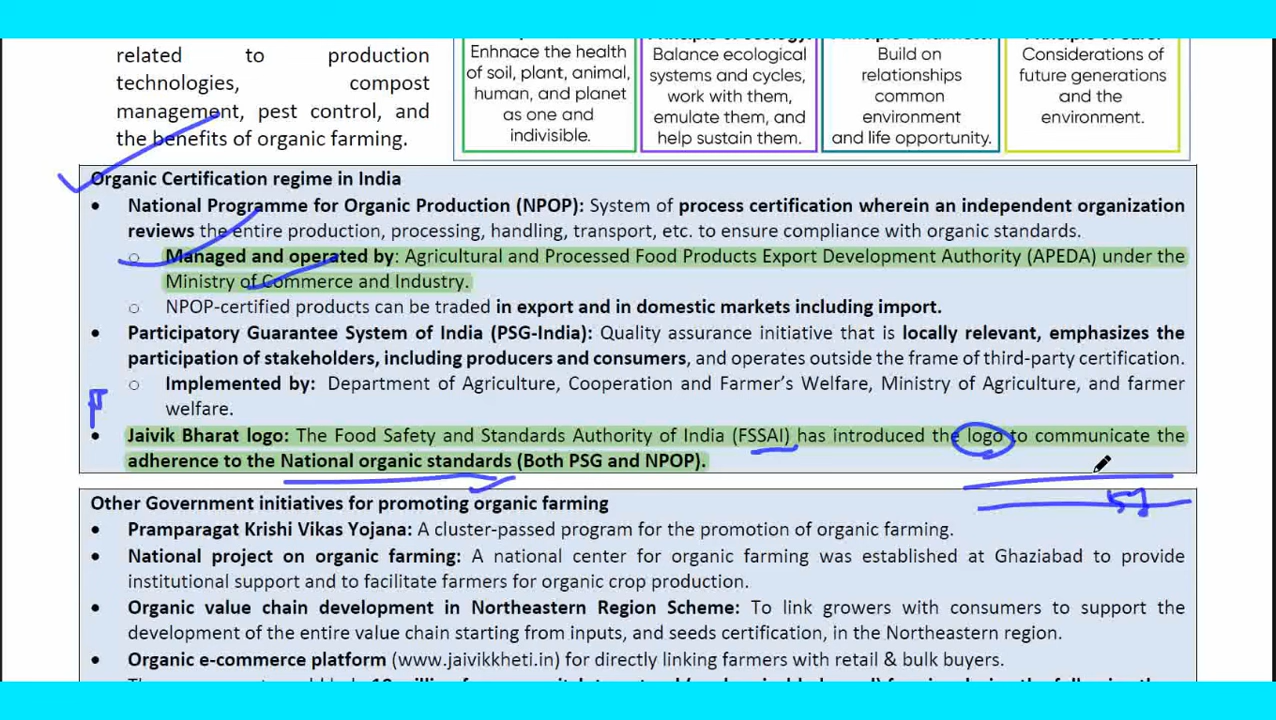 related to production
technologies, compost
management, pest control, and
the benefits of organic farming.
Enhnace the health
of soil, plant, animal,
human, and planet
as one and
indivisible.
Balance ecological
systems and cycles,
work with them,
emulate them, and
help sustain them.
Build on
relationships
common
environment
and life opportunity.
Considerations of
future generations
and the
environment.
Organic Certification regime in India
• National Programme for Organic Production (NPOP): System of process certification wherein an independent organization
reviews the entire production, processing, handling, transport, etc. to ensure compliance with organic standards.
o Managed and operated by: Agricultural and Processed Food Products Export Development Authority (APEDA) under the
Ministry of Commerce and Industry.
o NPOP-certified products can be traded in export and in domestic markets including import.
• Participatory Guarantee System of India (PSG-India): Quality assurance initiative that is locally relevant, emphasizes the
participation of stakeholders, including producers and consumers, and operates outside the frame of third-party certification.
o Implemented by: Department of Agriculture, Cooperation and Farmer's Welfare, Ministry of Agriculture, and farmer
welfare.
• Jaivik Bharat logo: The Food Safety and Standards Authority of India (FSSAI) has introduced the logo to communicate the
adherence to the National organic standards (Both PSG and NPOP).
Other Government initiatives for promoting organic farming
• Pramparagat Krishi Vikas Yojana: A cluster-passed program for the promotion of organic farming.
• National project on organic farming: A national center for organic farming was established at Ghaziabad to provide
institutional support and to facilitate farmers for organic crop production.
• Organic value chain development in Northeastern Region Scheme: To link growers with consumers to support the
development of the entire value chain starting from inputs, and seeds certification, in the Northeastern region.
• Organic e-commerce platform (www.jaivikkheti.in) for directly linking farmers with retail & bulk buyers.